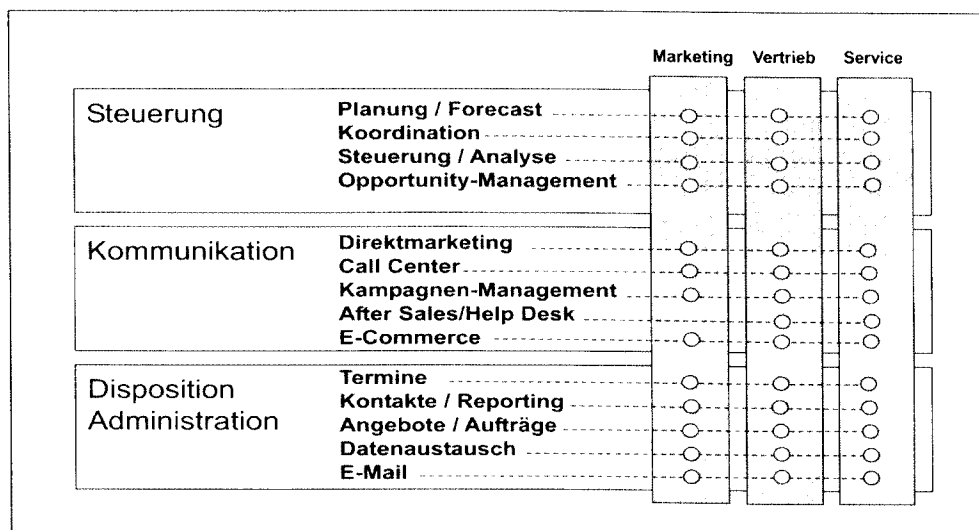 Marketing Vertrieb Service
Steuerung
Planung / Forecast
Koordination
Steuerung / Analyse
Opportunity-Management
Kommunikation
Direktmarketing
Call Center
Kampagnen-Management
After Sales/Help Desk
E-Commerce
Disposition
Administration
Termine
Kontakte / Reporting
Angebote / Aufträge
Datenaustausch
E-Mail